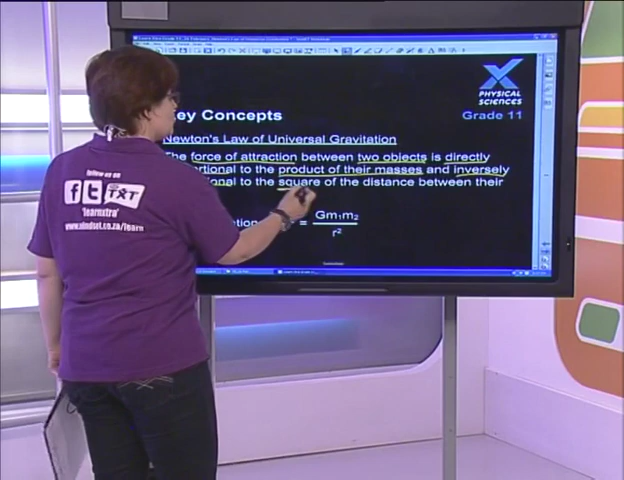 PHYSICAL
SCIENCES
Key Concepts
Grade 11
Newton's Law of Universal Gravitation
The force of attraction between two objects is directly
to the product of their masses and inversely
to the square of the distance between their
= Gm₁m₂
r²
follow us on
f t TXT
'learnxtra'
www.mindset.co.za/learn